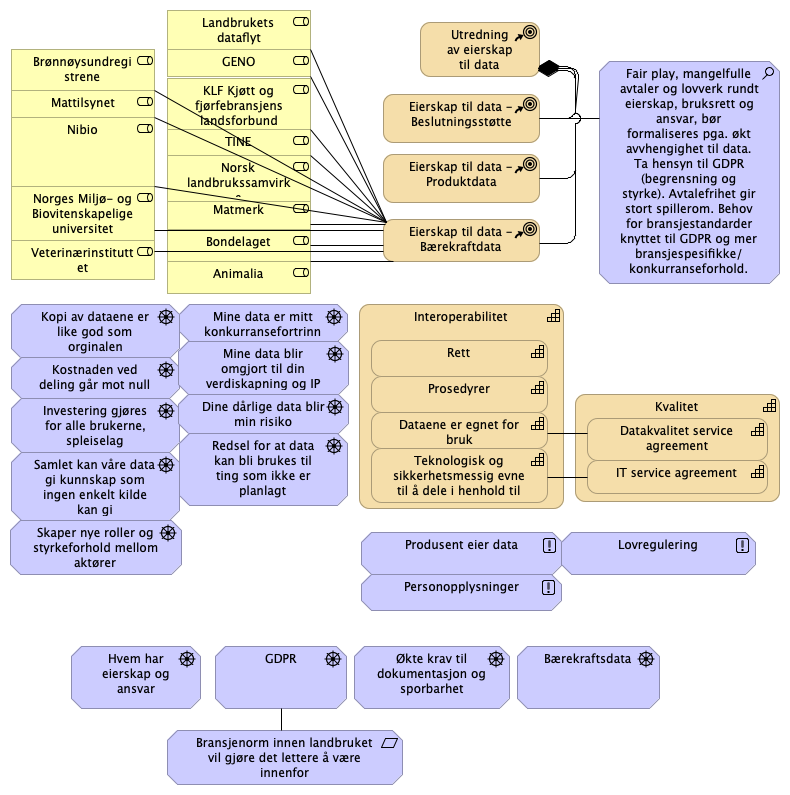 Landbrukets
dataflyt
GENO
KLF Kjøtt og
fjørfebransjens
landsforbund
TINE
Norsk
landbrukssamvirk
Matmerk
Bondelaget
Animalia
Brønnøysundregi
strene
Mattilsynet
Nibio
Norges Miljø- og
Biovitenskapelige
universitet
Veterinærinstitutt
et
Utredning
av eierskap
til data
Eierskap til data –
Beslutningsstøtte
Eierskap til data –
Produktdata
Eierskap til data –
Bærekraftdata
Fair play, mangelfulle
avtaler og lovverk rundt
eierskap, bruksrett og
ansvar, bør
formaliseres pga. økt
avvhengighet til data.
Ta hensyn til GDPR
(begrensning og
styrke). Avtalefrihet gir
stort spillerom. Behov
for bransjestandarder
knyttet til GDPR og mer
bransjespesifikke/
konkurranseforhold.
Kopi av dataene er
like god som
orginalen
Kostnaden ved
deling går mot null
Investering gjøres
for alle brukerne,
spleiselag
Samlet kan våre data
gi kunnskap som
ingen enkelt kilde
kan gi
Skaper nye roller og
styrkeforhold mellom
aktører
Mine data er mitt
konkurransefortrinn
Mine data blir
omgjort til din
verdiskapning og IP
Dine dårlige data blir
min risiko
Redsel for at data
kan bli brukes til
ting som ikke er
planlagt
Interoperabilitet
Rett
Prosedyrer
Dataene er egnet for
bruk
Teknologisk og
sikkerhetsmessig evne
til å dele i henhold til
Kvalitet
Datakvalitet service
agreement
IT service agreement
Produsent eier data
Lovregulering
Personopplysninger
Hvem har
eierskap og
ansvar
GDPR
Økte krav til
dokumentasjon og
sporbarhet
Bærekraftsdata
Bransjenorm innen landbruket
vil gjøre det lettere å være
innenfor